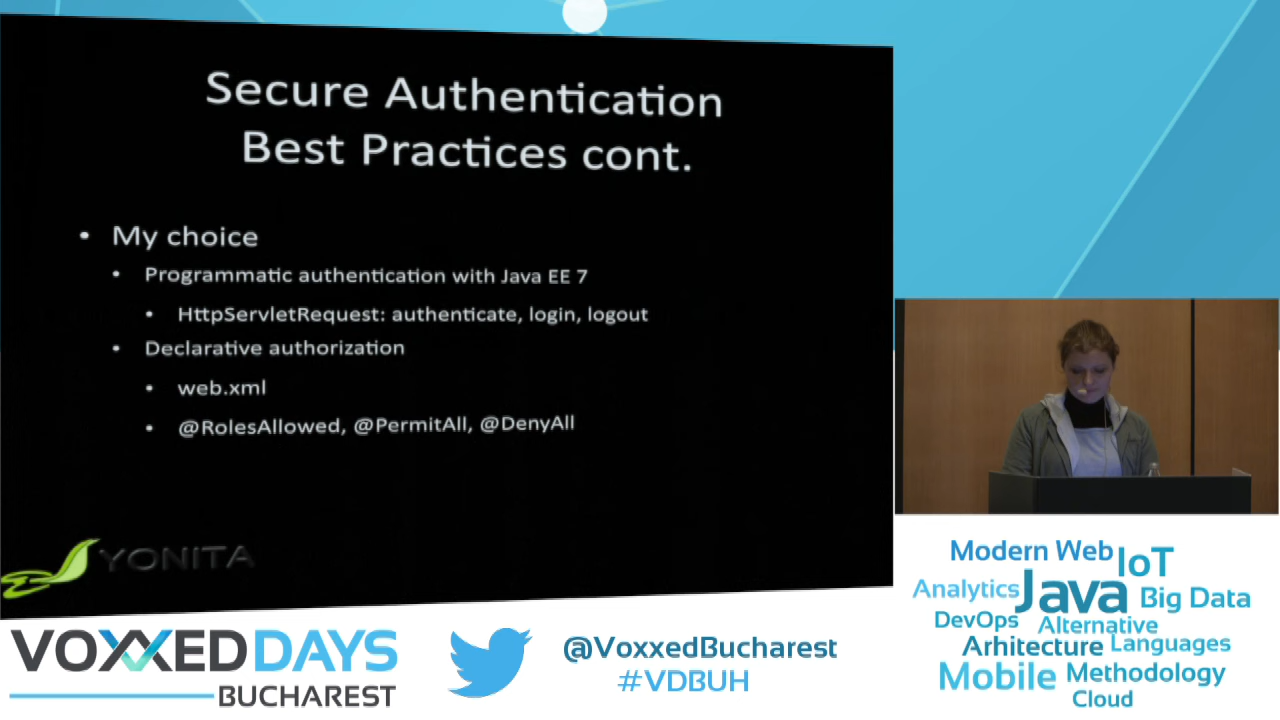 Secure Authentication
Best Practices cont.
• My choice
• Programmatic authentication with Java EE 7
• HttpServletRequest: authenticate, login, logout
• Declarative authorization
• web.xml
• @RolesAllowed, @PermitAll, @DenyAll
YONITA
VOXXED DAYS
BUCHAREST
@VoxxedBucharest
#VDBUH
Modern Web
IoT
Analytics
Java
Big Data
DevOps
Alternative
Arhitecture
Languages
Mobile
Methodology
Cloud